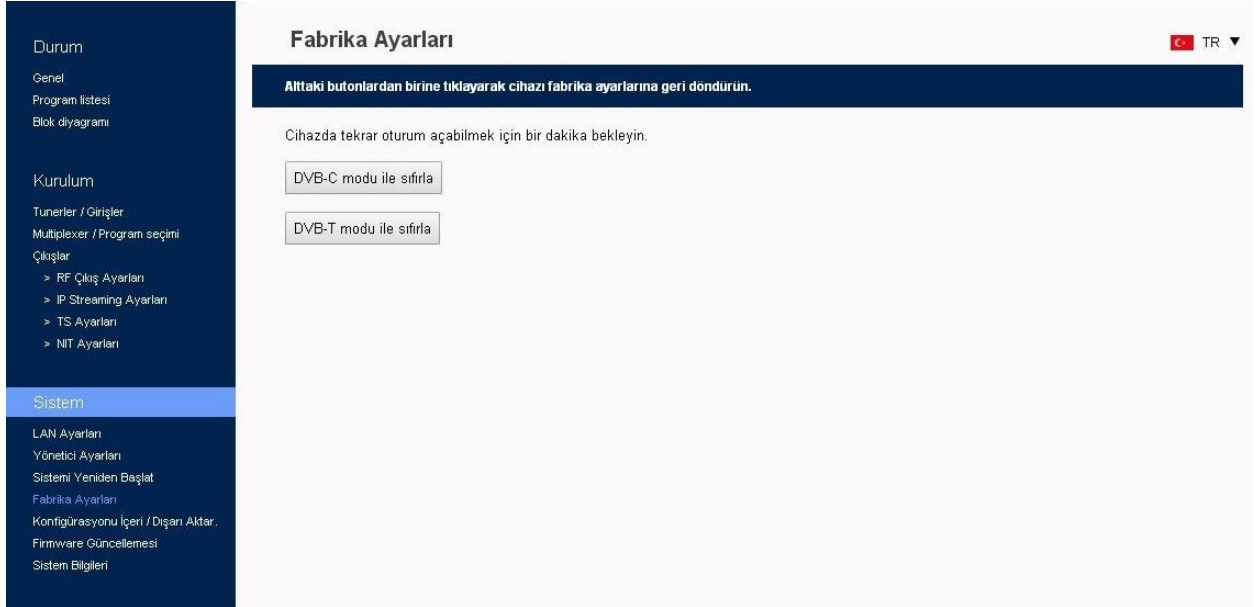 Durum
Genel
Program listesi
Blok diyagramı
Kurulum
Tunerler / Girişler
Multiplexer / Program seçimi
Çıkışlar
> RF Çıkış Ayarları
> IP Streaming Ayarları
> TS Ayarları
> NIT Ayarları
Sistem
LAN Ayarları
Yönetici Ayarları
Sistemi Yeniden Başlat
Fabrika Ayarları
Konfigürasyonu İçeri / Dışarı Aktar.
Firmware Güncellemesi
Sistem Bilgileri
Fabrika Ayarları
TR ▼
Alttaki butonlardan birine tıklayarak cihazı fabrika ayarlarına geri döndürün.
Cihazda tekrar oturum açabilmek için bir dakika bekleyin.
DVB-C modu ile sıfırla
DVB-T modu ile sıfırla